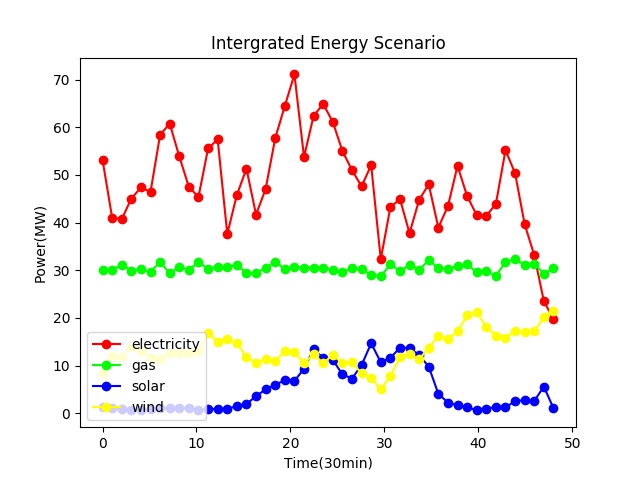 Intergrated Energy Scenario
Power(MW)
70
60
50
40
30
20
10
0
electricity
gas
solar
wind
0 10 20 30 40 50
Time(30min)